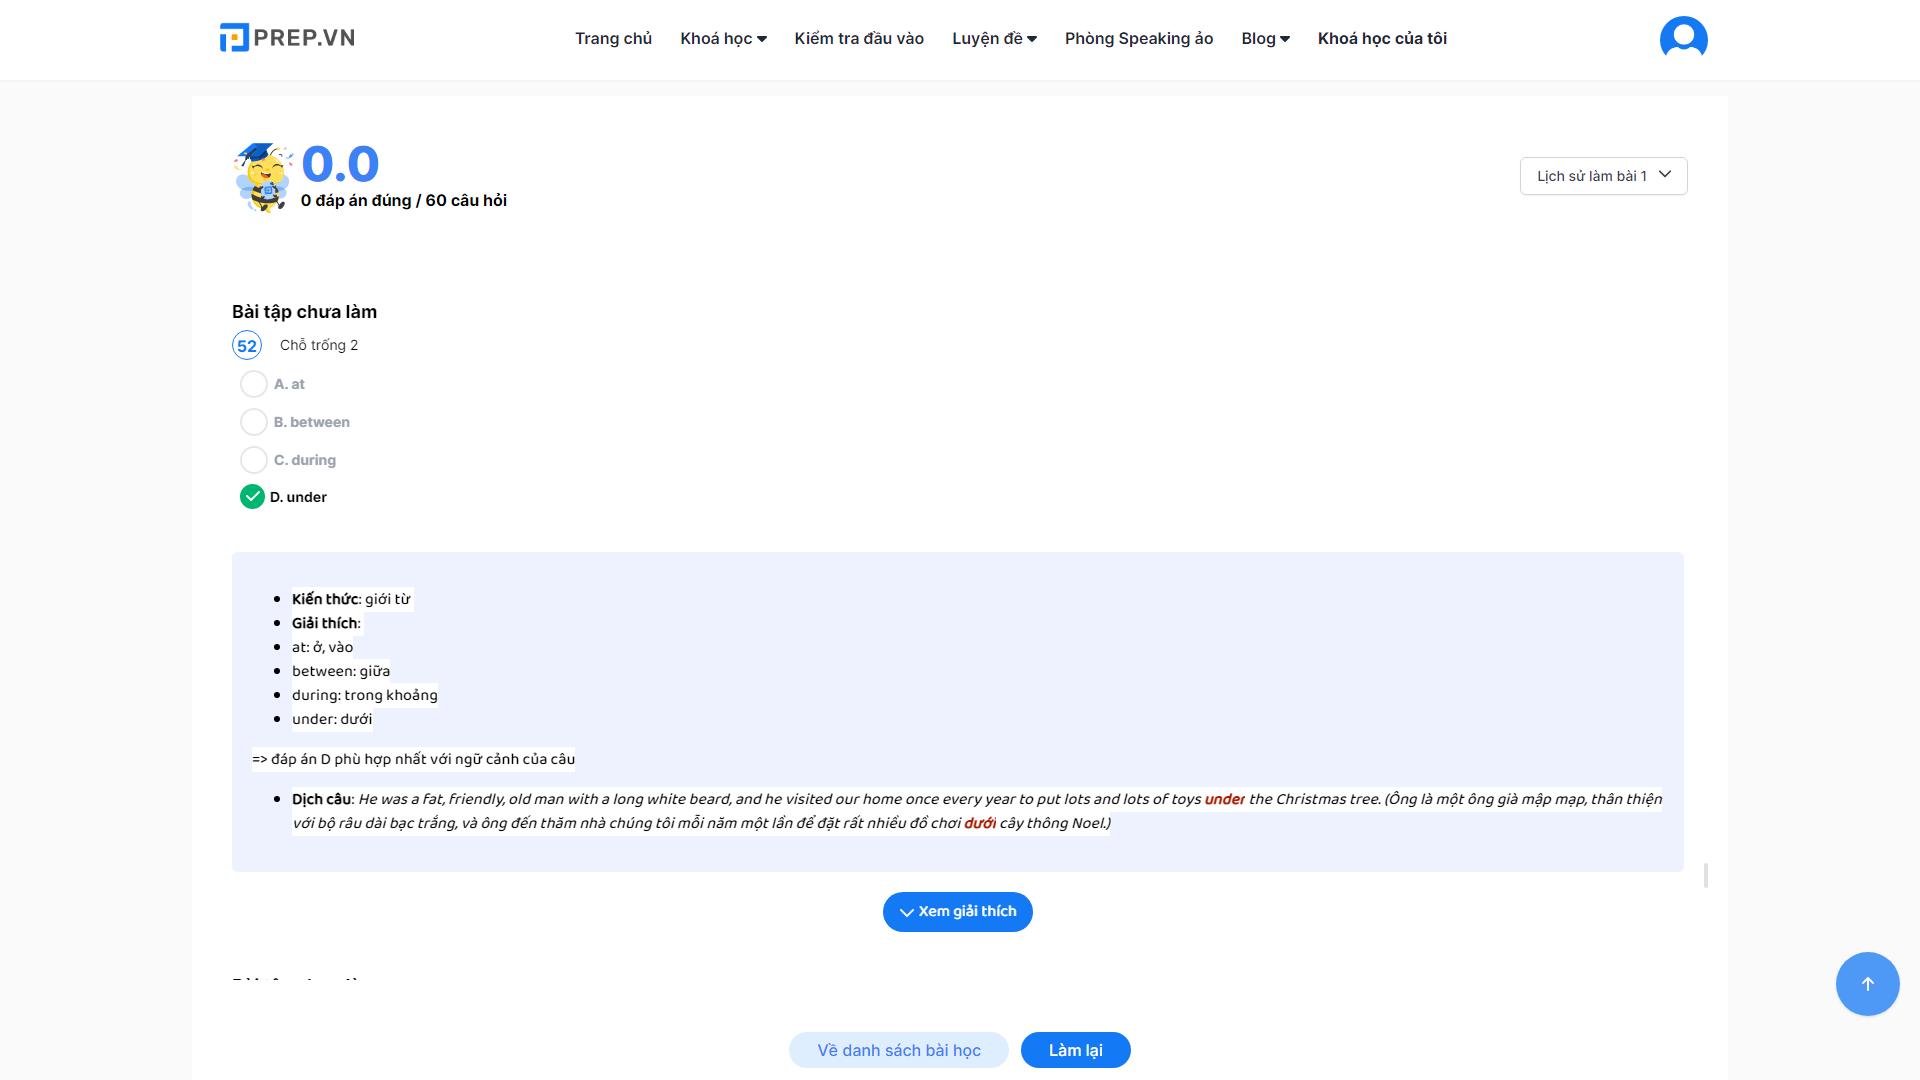 PREP.VN
Trang chủ Khoá học Kiểm tra đầu vào Luyện đề Phòng Speaking ảo Blog Khoá học của tôi
0.0
0 đáp án đúng / 60 câu hỏi
Lịch sử làm bài 1
Bài tập chưa làm
52 Chỗ trống 2
A. at
B. between
C. during
D. under
Kiến thức: giới từ
Giải thích:
at: ở, vào
between: giữa
during: trong khoảng
under: dưới
=> đáp án D phù hợp nhất với ngữ cảnh của câu
Dịch câu: He was a fat, friendly, old man with a long white beard, and he visited our home once every year to put lots and lots of toys under the Christmas tree. (Ông là một ông già mập mạp, thân thiện
với bộ râu dài bạc trắng, và ông đến thăm nhà chúng tôi mỗi năm một lần để đặt rất nhiều đồ chơi dưới cây thông Noel.)
Xem giải thích
Về danh sách bài học Làm lại